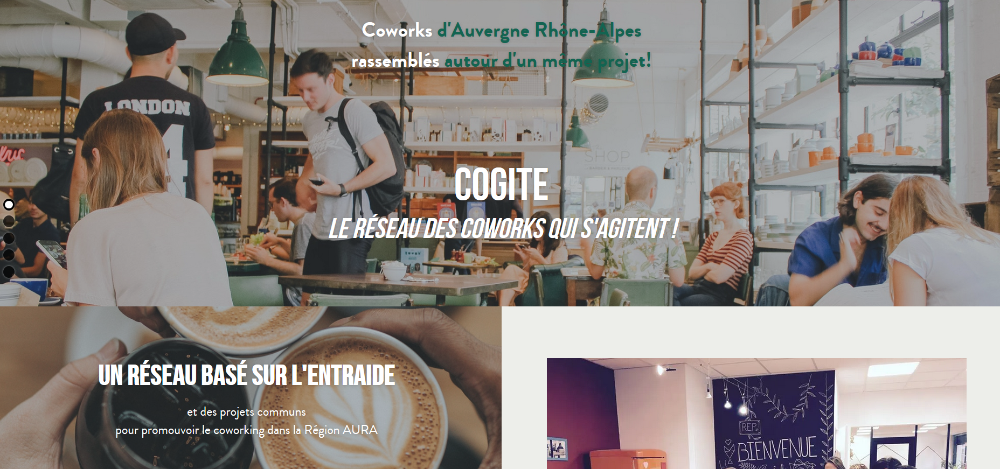 Coworks d'Auvergne Rhône-Alpes
rassemblés autour d'un même projet!
LONDON
4
SHOP
COGITE
LE RÉSEAU DES COWORKS QUI S'AGITENT !
UN RÉSEAU BASÉ SUR L'ENTRAIDE
et des projets communs
pour promouvoir le coworking dans la Région AURA
REP.
BIENVENUE